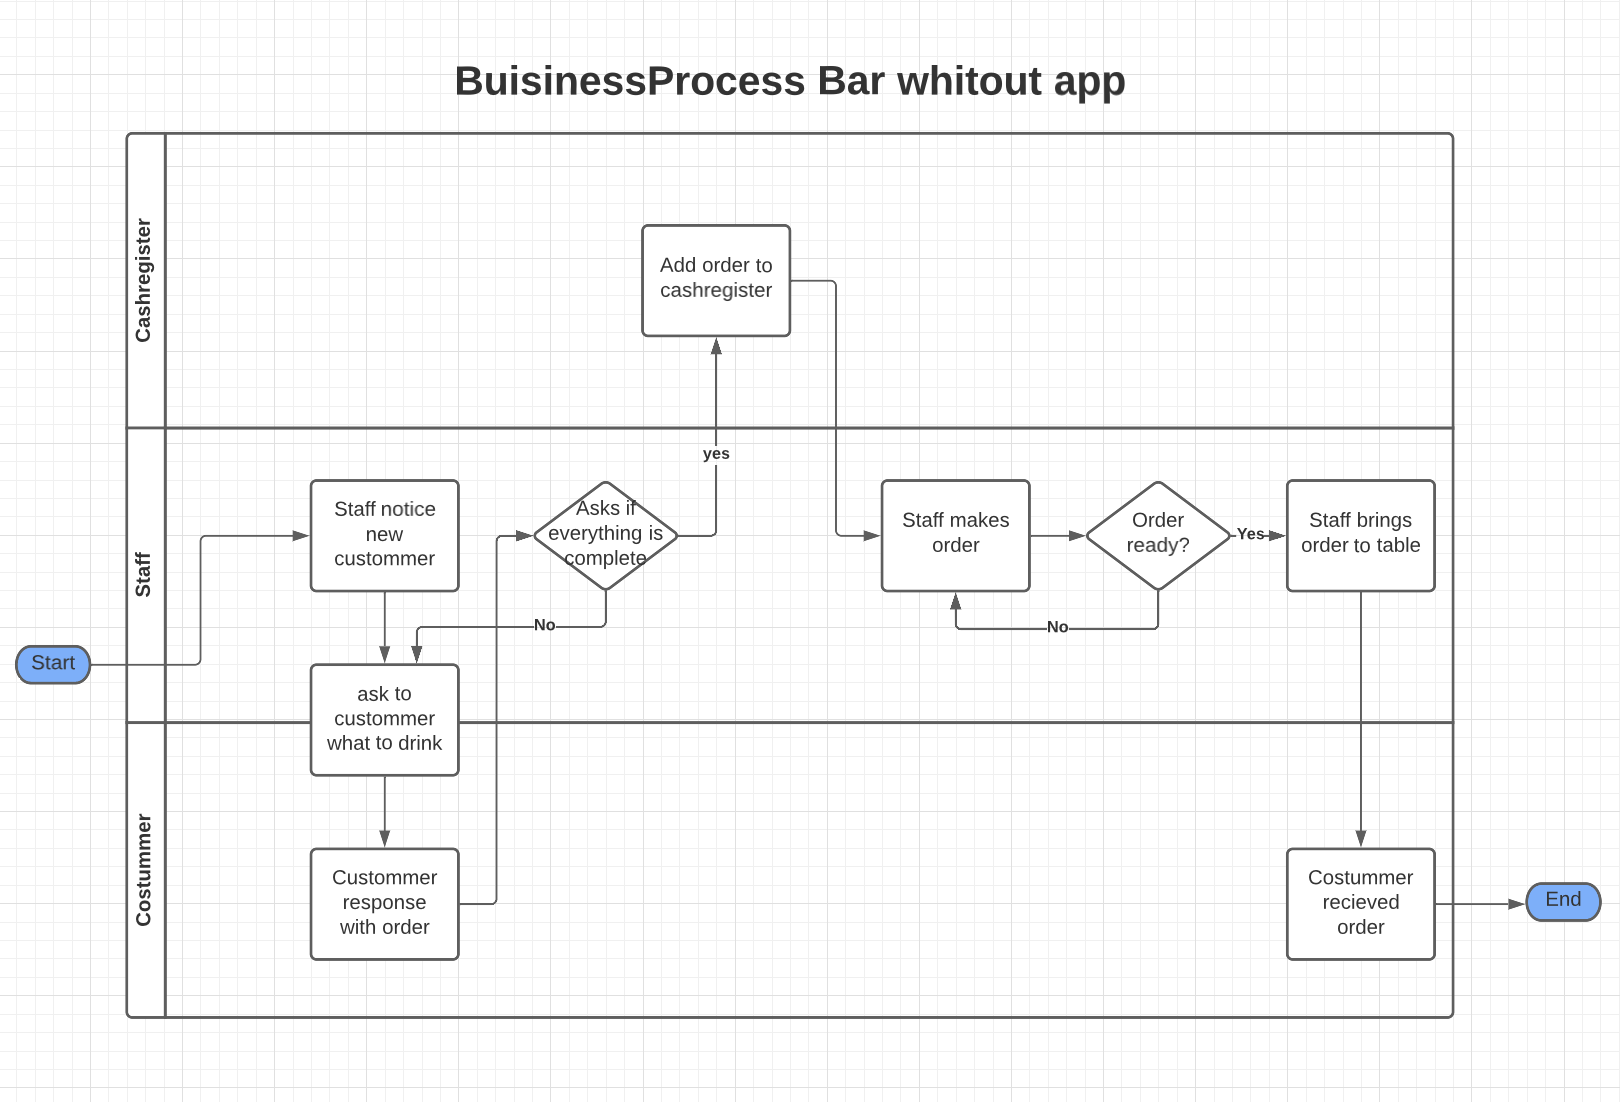 BuisinessProcess Bar whitout app
Cashregister
Add order to
cashregister
yes
Staff
Start
Staff notice
new
custommer
Asks if
everything is
complete
No
Staff makes
order
Order
ready?
Yes
No
Staff brings
order to table
ask to
custommer
what to drink
Costummer
Custommer
response
with order
Costummer
recieved
order
End